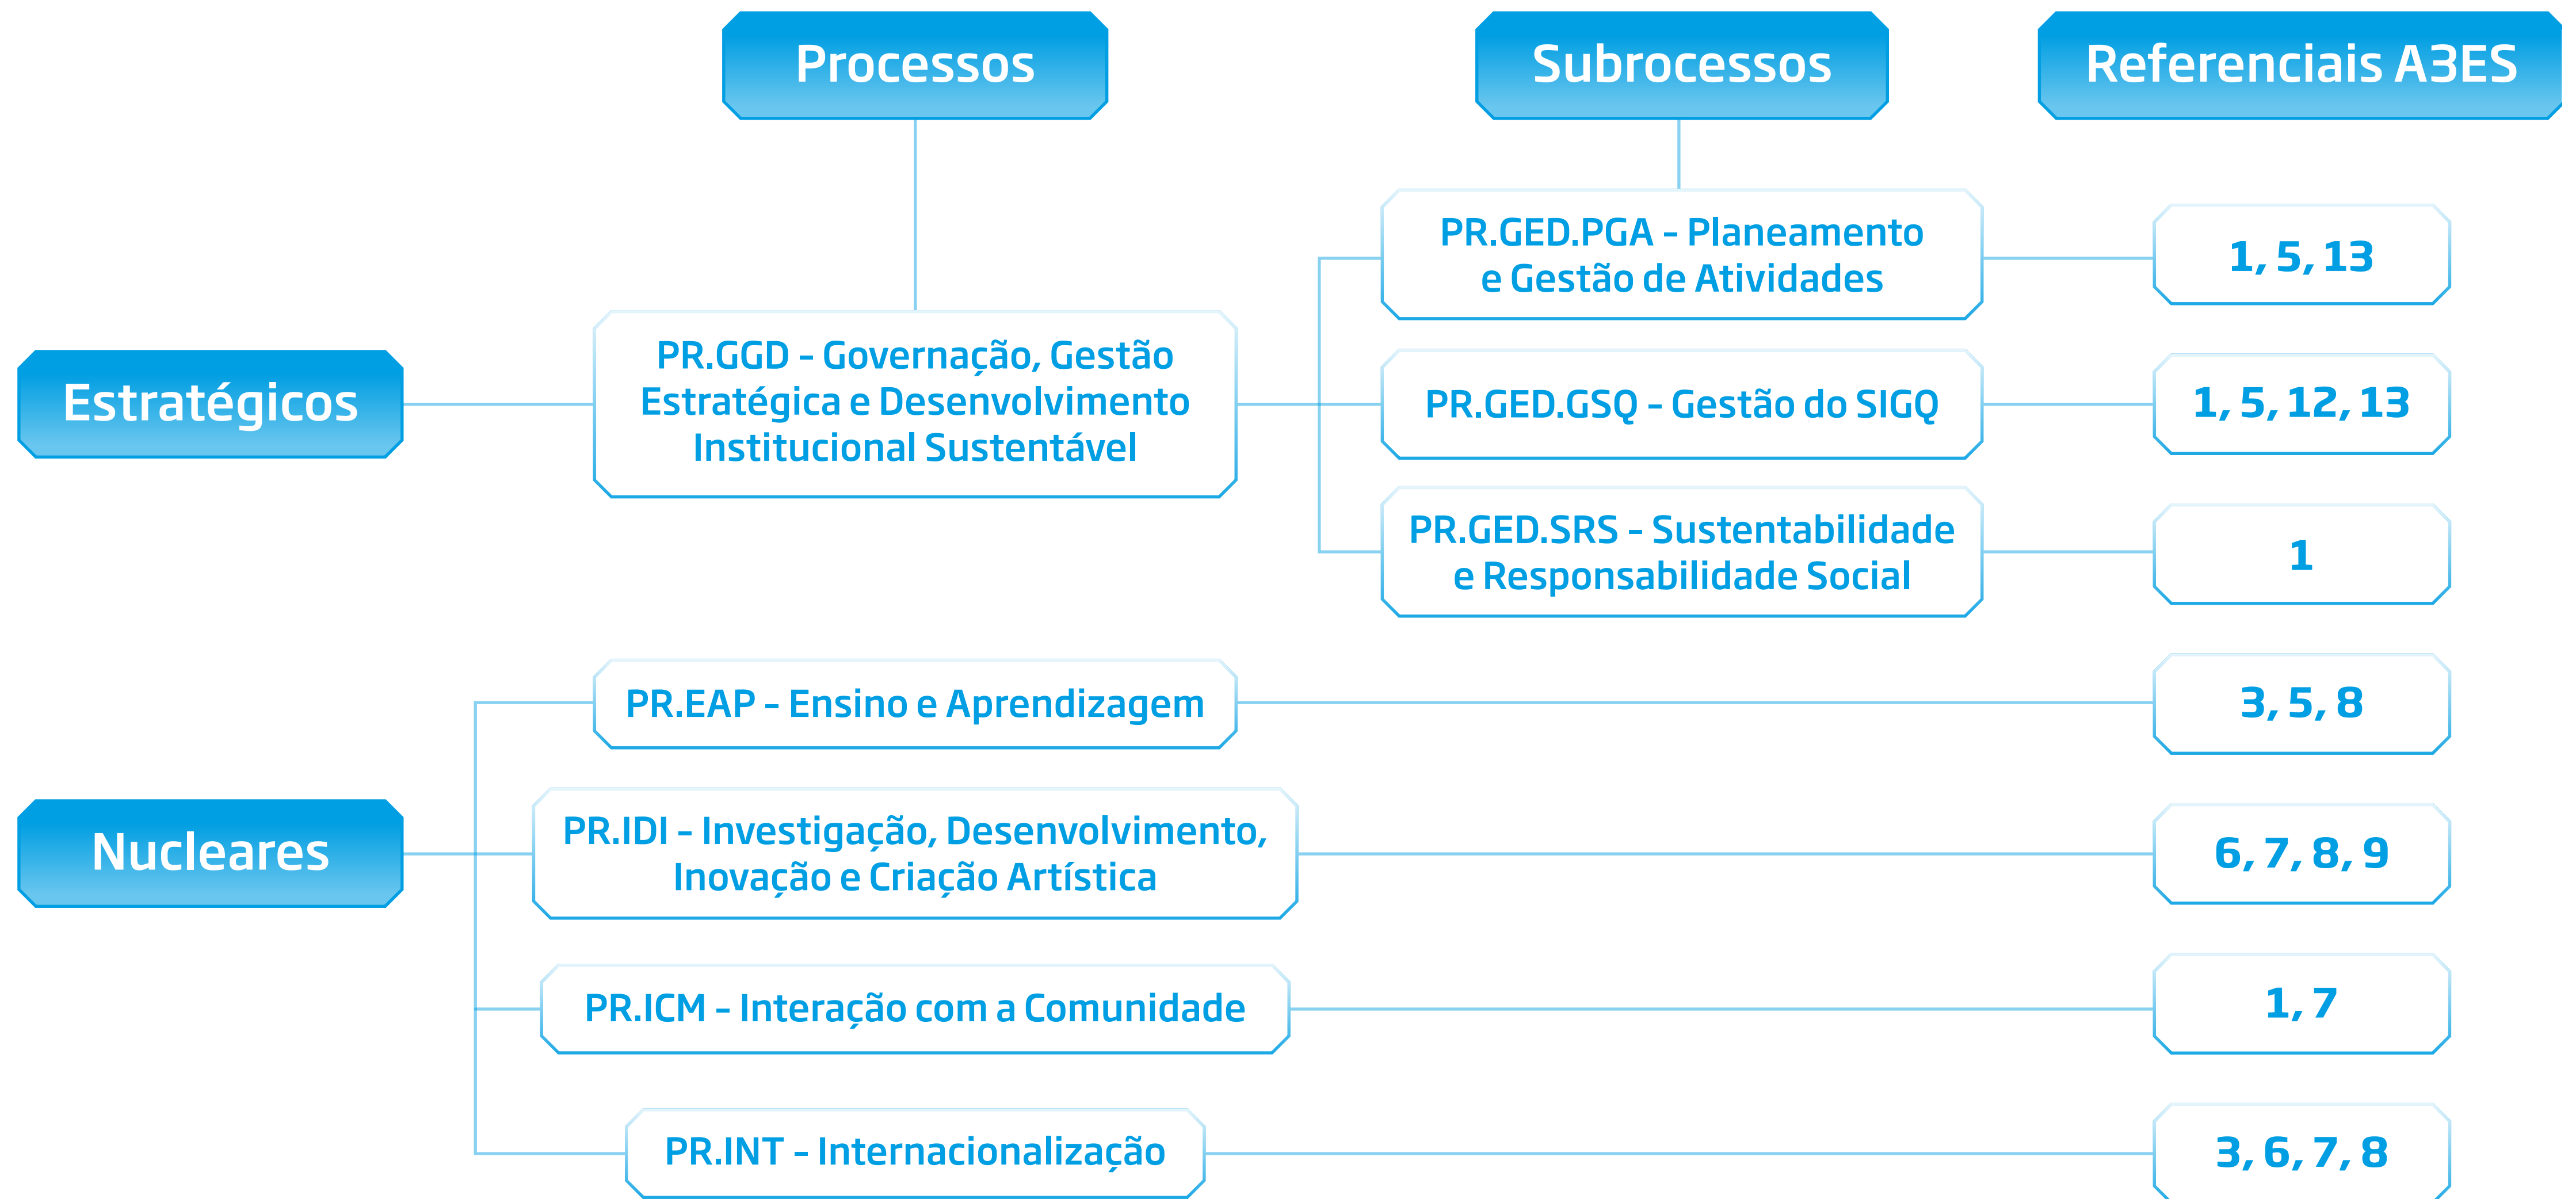 Processos
Subrocessos
Referenciais A3ES
Estratégicos
PR.GGD – Governação, Gestão
Estratégica e Desenvolvimento
Institucional Sustentável
PR.GED.PGA – Planeamento
e Gestão de Atividades
1, 5, 13
PR.GED.GSQ – Gestão do SIGQ
1, 5, 12, 13
PR.GED.SRS – Sustentabilidade
e Responsabilidade Social
1
Nucleares
PR.EAP – Ensino e Aprendizagem
3, 5, 8
PR.IDI – Investigação, Desenvolvimento,
Inovação e Criação Artística
6, 7, 8, 9
PR.ICM – Interação com a Comunidade
1, 7
PR.INT – Internacionalização
3, 6, 7, 8